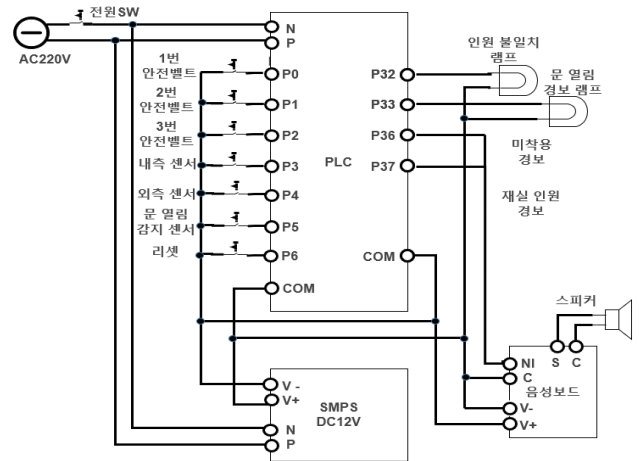 전원SW
AC220V
N
P
1번
안전벨트
P0
2번
안전벨트
P1
3번
안전벨트
P2
내측 센서
P3
외측 센서
P4
문 열림
감지 센서
P5
리셋
P6
COM
PLC
P32
P33
P36
P37
COM
인원 불일치
램프
문 열림
경보 램프
미착용
경보
재실 인원
경보
스피커
S C
NI
C
음성보드
V-
V+
V -
V+
SMPS
DC12V
N
P